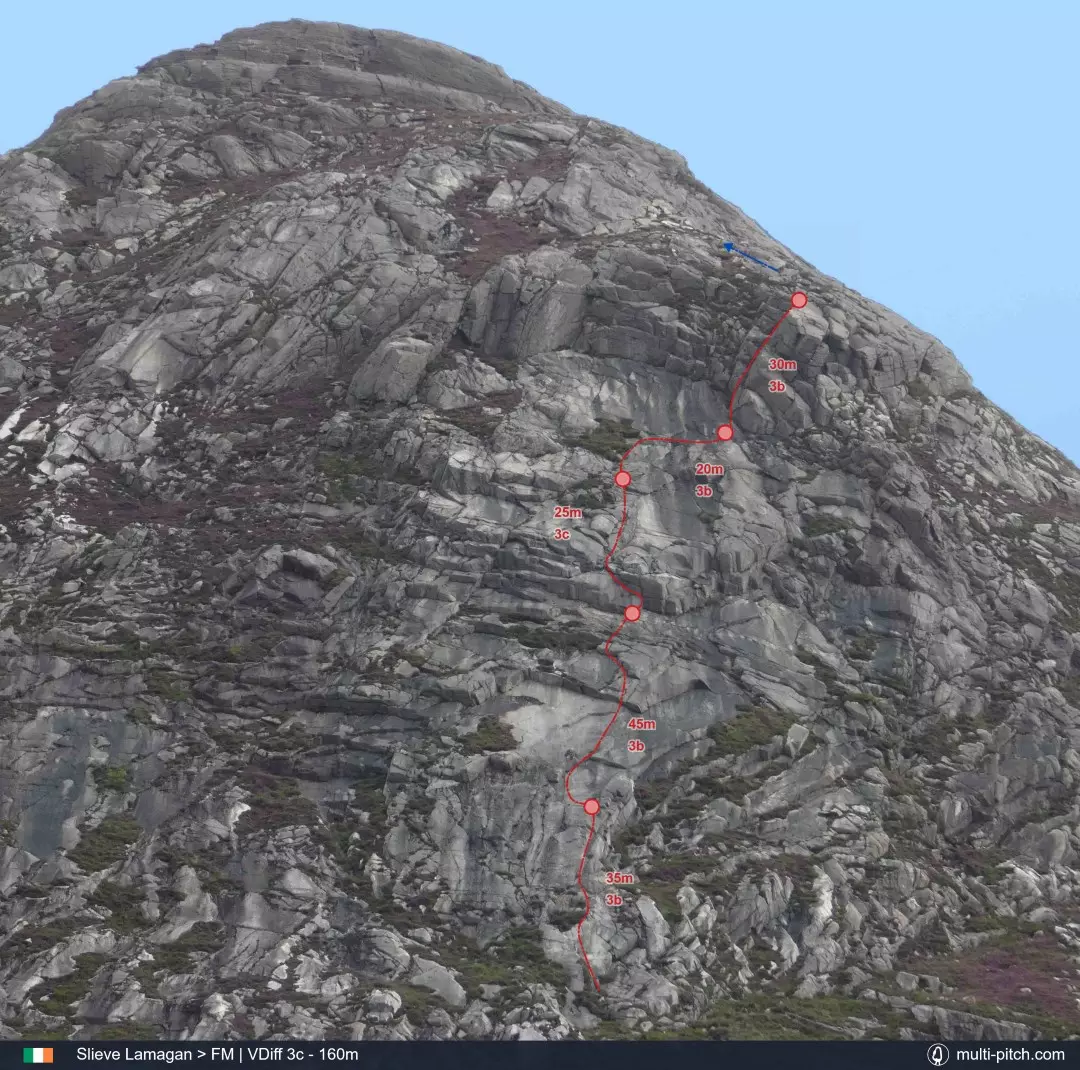 30m
3b
20m
3b
25m
3c
45m
3b
35m
3b
Slieve Lamagan > FM | VDiff 3c - 160m
multi-pitch.com